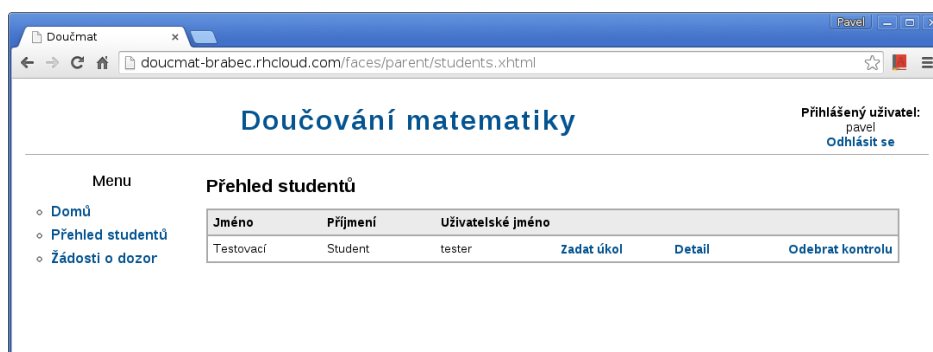 Pavel
Doučmat
doucmat-brabec.rhcloud.com/faces/parent/students.xhtml
Doučování matematiky
Přihlášený uživatel:
pavel
Odhlásit se
Menu
Domů
Přehled studentů
Žádosti o dozor
Přehled studentů
Jméno Příjmení Uživatelské jméno
Testovací Student tester Zadat úkol Detail Odebrat kontrolu